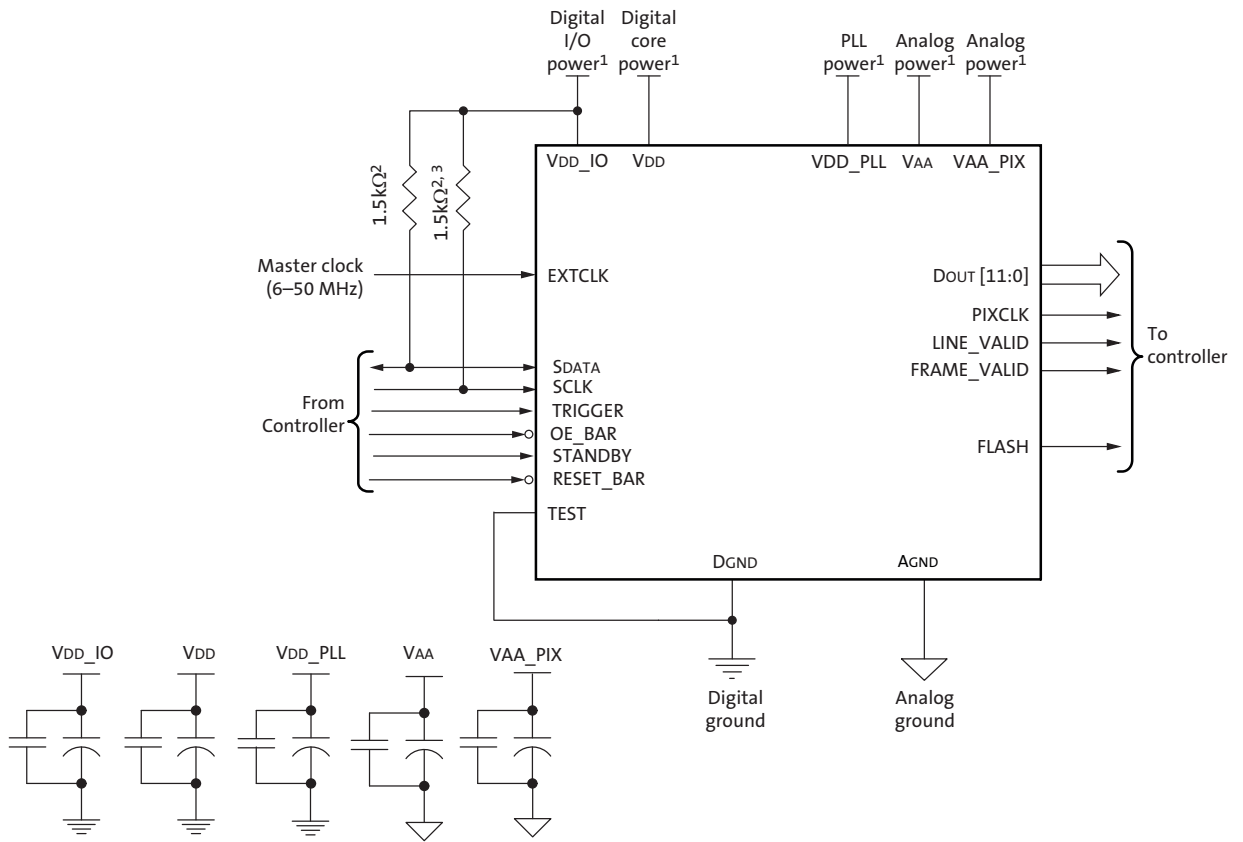 Digital
I/O
power1
Digital
core
power1
PLL
power1
Analog
power1
Analog
power1
VDD_IO
VDD
VDD_PLL
VAA
VAA_PIX
1.5kΩ2
1.5kΩ2, 3
Master clock
(6–50 MHz)
EXTCLK
DOUT [11:0]
PIXCLK
LINE_VALID
FRAME_VALID
FLASH
To
controller
From
Controller
SDATA
SCLK
TRIGGER
OE_BAR
STANDBY
RESET_BAR
TEST
DGND
AGND
Digital
ground
Analog
ground
VDD_IO
VDD
VDD_PLL
VAA
VAA_PIX